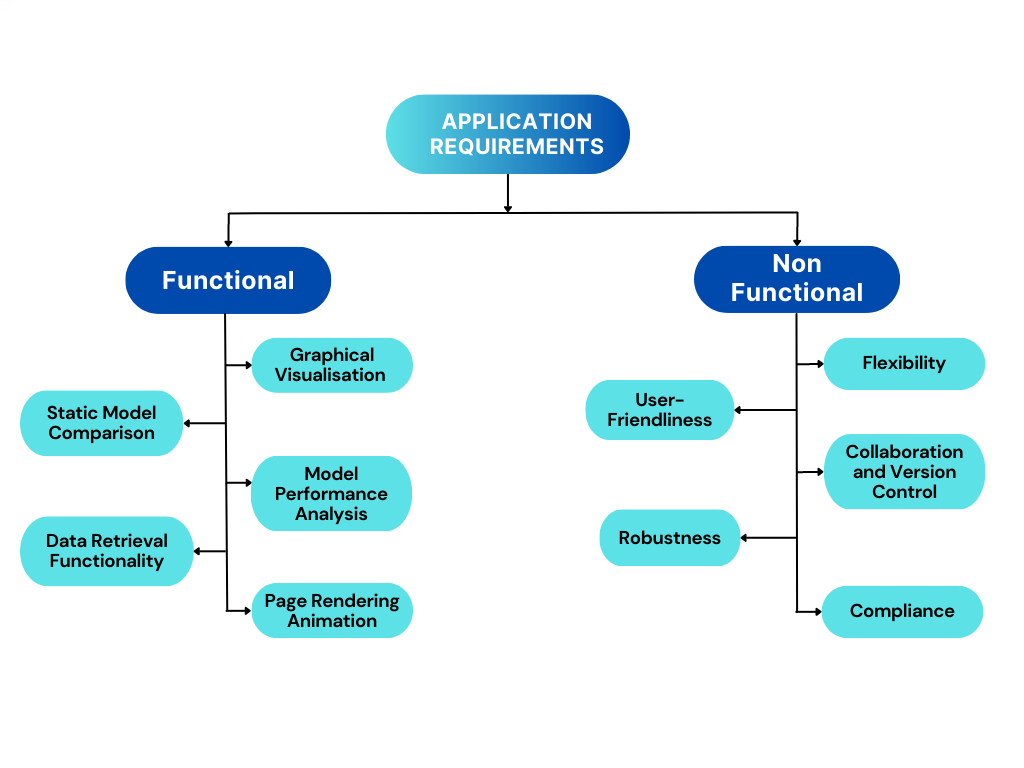 APPLICATION
REQUIREMENTS
Functional
Graphical
Visualisation
Static Model
Comparison
Model
Performance
Analysis
Data Retrieval
Functionality
Page Rendering
Animation
Non
Functional
Flexibility
User-
Friendliness
Collaboration
and Version
Control
Robustness
Compliance